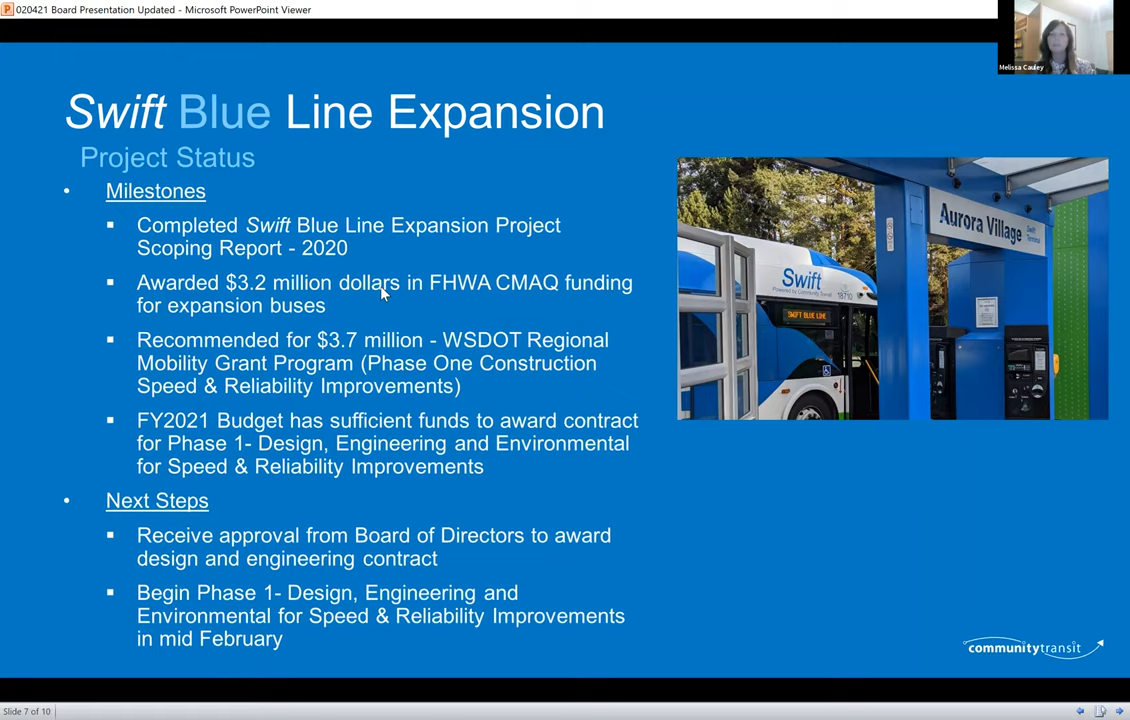 020421 Board Presentation Updated - Microsoft PowerPoint Viewer
Melissa Cauley
Swift Blue Line Expansion
Project Status
• Milestones
▪ Completed Swift Blue Line Expansion Project
Scoping Report - 2020
▪ Awarded $3.2 million dollars in FHWA CMAQ funding
for expansion buses
▪ Recommended for $3.7 million - WSDOT Regional
Mobility Grant Program (Phase One Construction
Speed & Reliability Improvements)
▪ FY2021 Budget has sufficient funds to award contract
for Phase 1- Design, Engineering and Environmental
for Speed & Reliability Improvements
• Next Steps
▪ Receive approval from Board of Directors to award
design and engineering contract
▪ Begin Phase 1- Design, Engineering and
Environmental for Speed & Reliability Improvements
in mid February
Aurora Village
Swift
Swift
Powered by Community Transit
18710
SWIFT BLUE LINE
communitytransit
Slide 7 of 10